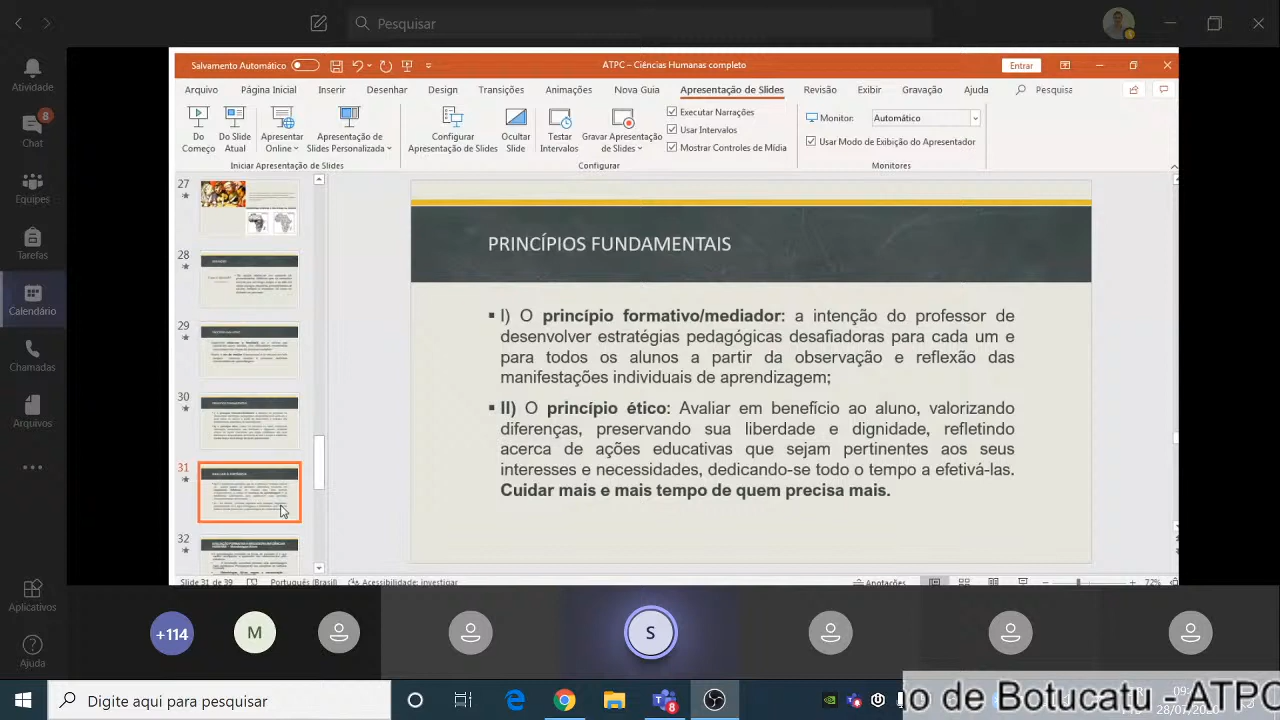 Pesquisar
Atividade
8
Chat
Equipes
Tarefas
Calendário
Chamadas
Arquivos
Aplicativos
Ajuda
Salvamento Automático
ATPC – Ciências Humanas completo
Entrar
Arquivo Página Inicial Inserir Desenhar Design Transições Animações Nova Guia Apresentação de Slides Revisão Exibir Gravação Ajuda Pesquisa
Do Começo
Do Slide Atual
Apresentar Online
Apresentação de Slides Personalizada
Iniciar Apresentação de Slides
Configurar Apresentação de Slides
Ocultar Slide
Testar Intervalos
Gravar Apresentação de Slides
Executar Narrações
Usar Intervalos
Mostrar Controles de Mídia
Configurar
Monitor: Automático
Usar Modo de Exibição do Apresentador
Monitores
27
28
29
30
31
32
PRINCÍPIOS FUNDAMENTAIS
I) O princípio formativo/mediador: a intenção do professor de
desenvolver estratégias pedagógicas desafiadoras para cada um e
para todos os alunos a partir da observação e reflexão das
manifestações individuais de aprendizagem;
O princípio ético: avaliar em benefício ao aluno, valorizando
diferenças, preservando sua liberdade e dignidade, refletindo
acerca de ações educativas que sejam pertinentes aos seus
interesses e necessidades, dedicando-se todo o tempo
mais tempo de quem precisa mais.
Slide 31 de 39 Português (Brasil) Acessibilidade: investigar
Anotações
72%
+114
M
S
Digite aqui para pesquisar
8
09:
28/07/20
o de Botucatu - ATPC